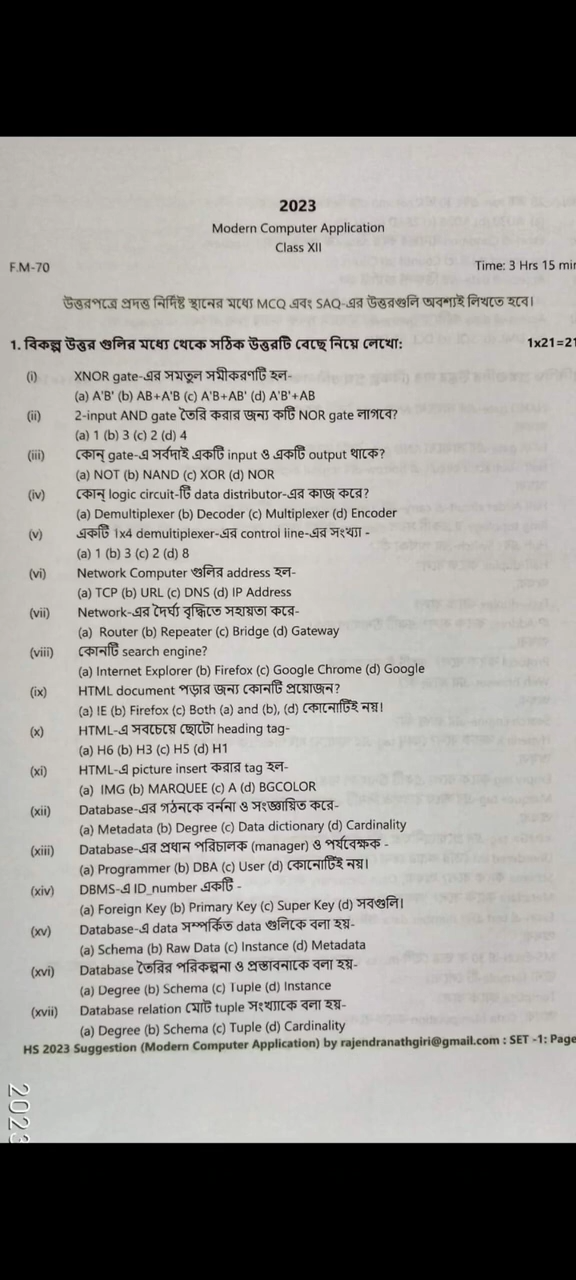 2023
Modern Computer Application
Class XII
F.M-70 Time: 3 Hrs 15 min
উত্তরপত্রে প্রদত্ত নির্দিষ্ট স্থানের মধ্যে MCQ এবং SAQ-এর উত্তরগুলি অবশ্যই লিখতে হবে।
1. বিকল্প উত্তর গুলির মধ্যে থেকে সঠিক উত্তরটি বেছে নিয়ে লেখো: 1x21=21
(i) XNOR gate-এর সমতুল সমীকরণটি হল-
(a) A'B' (b) AB+A'B (c) A'B+AB' (d) A'B'+AB
(ii) 2-input AND gate তৈরি করার জন্য কটি NOR gate লাগবে?
(a) 1 (b) 3 (c) 2 (d) 4
(iii) কোন্ gate-এ সর্বদাই একটি input ও একটি output থাকে?
(a) NOT (b) NAND (c) XOR (d) NOR
(iv) কোন্ logic circuit-টি data distributor-এর কাজ করে?
(a) Demultiplexer (b) Decoder (c) Multiplexer (d) Encoder
(v) একটি 1x4 demultiplexer-এর control line-এর সংখ্যা -
(a) 1 (b) 3 (c) 2 (d) 8
(vi) Network Computer গুলির address হল-
(a) TCP (b) URL (c) DNS (d) IP Address
(vii) Network-এর দৈর্ঘ্য বৃদ্ধিতে সহায়তা করে-
(a) Router (b) Repeater (c) Bridge (d) Gateway
(viii) কোনটি search engine?
(a) Internet Explorer (b) Firefox (c) Google Chrome (d) Google
(ix) HTML document পড়ার জন্য কোনটি প্রয়োজন?
(a) IE (b) Firefox (c) Both (a) and (b), (d) কোনোটিই নয়।
(x) HTML-এ সবচেয়ে ছোটো heading tag-
(a) H6 (b) H3 (c) H5 (d) H1
(xi) HTML-এ picture insert করার tag হল-
(a) IMG (b) MARQUEE (c) A (d) BGCOLOR
(xii) Database-এর গঠনকে বর্ননা ও সংজ্ঞায়িত করে-
(a) Metadata (b) Degree (c) Data dictionary (d) Cardinality
(xiii) Database-এর প্রধান পরিচালক (manager) ও পর্যবেক্ষক -
(a) Programmer (b) DBA (c) User (d) কোনোটিই নয়।
(xiv) DBMS-এ ID_number একটি -
(a) Foreign Key (b) Primary Key (c) Super Key (d) সবগুলি।
(xv) Database-এ data সম্পর্কিত data গুলিকে বলা হয়-
(a) Schema (b) Raw Data (c) Instance (d) Metadata
(xvi) Database তৈরির পরিকল্পনা ও প্রস্তাবনাকে বলা হয়-
(a) Degree (b) Schema (c) Tuple (d) Instance
(xvii) Database relation মোট tuple সংখ্যাকে বলা হয়-
(a) Degree (b) Schema (c) Tuple (d) Cardinality
HS 2023 Suggestion (Modern Computer Application) by rajendranathgiri@gmail.com : SET -1: Page
2023